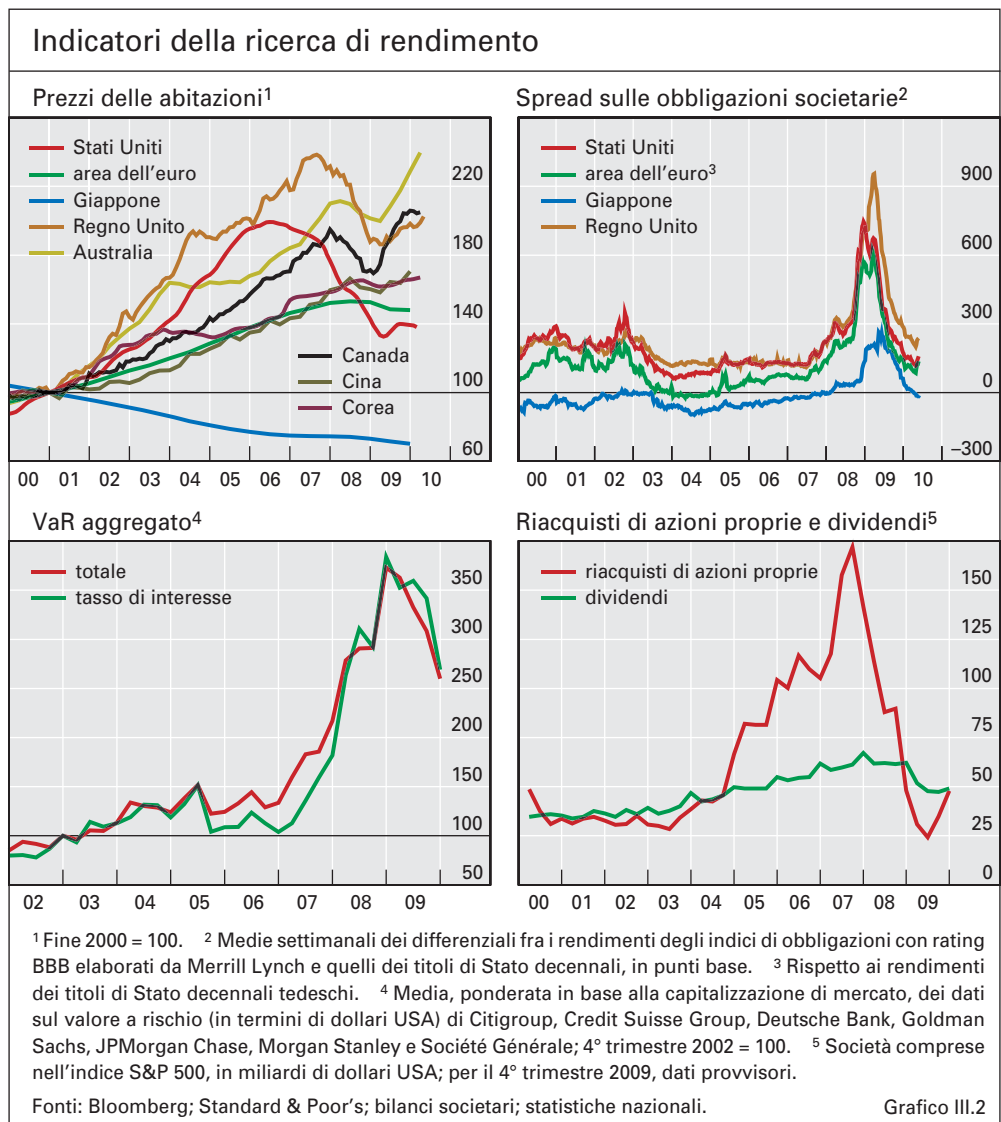 Indicatori della ricerca di rendimento
Prezzi delle abitazioni¹
Stati Uniti
area dell'euro
Giappone
Regno Unito
Australia
Canada
Cina
Corea
220
180
140
100
60
00 01 02 03 04 05 06 07 08 09 10
Spread sulle obbligazioni societarie²
Stati Uniti
area dell'euro³
Giappone
Regno Unito
900
600
300
0
–300
00 01 02 03 04 05 06 07 08 09 10
VaR aggregato⁴
totale
tasso di interesse
350
300
250
200
150
100
50
02 03 04 05 06 07 08 09
Riacquisti di azioni proprie e dividendi⁵
riacquisti di azioni proprie
dividendi
150
125
100
75
50
25
0
00 01 02 03 04 05 06 07 08 09
¹ Fine 2000 = 100. ² Medie settimanali dei differenziali fra i rendimenti degli indici di obbligazioni con rating
BBB elaborati da Merrill Lynch e quelli dei titoli di Stato decennali, in punti base. ³ Rispetto ai rendimenti
dei titoli di Stato decennali tedeschi. ⁴ Media, ponderata in base alla capitalizzazione di mercato, dei dati
sul valore a rischio (in termini di dollari USA) di Citigroup, Credit Suisse Group, Deutsche Bank, Goldman
Sachs, JPMorgan Chase, Morgan Stanley e Société Générale; 4° trimestre 2002 = 100. ⁵ Società comprese
nell'indice S&P 500, in miliardi di dollari USA; per il 4° trimestre 2009, dati provvisori.
Fonti: Bloomberg; Standard & Poor's; bilanci societari; statistiche nazionali. Grafico III.2